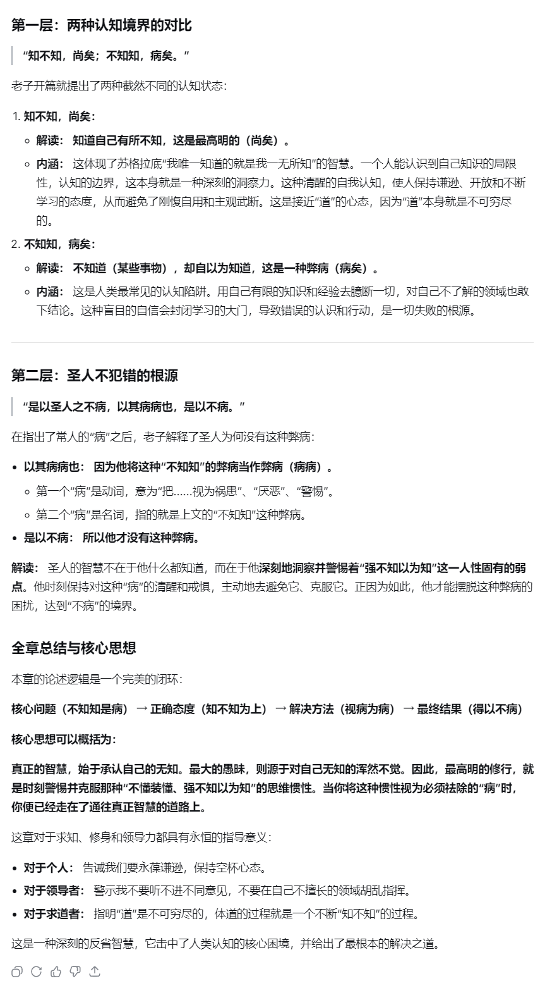 第一层：两种认知境界的对比
“知不知，尚矣；不知知，病矣。”
老子开篇就提出了两种截然不同的认知状态：
1. 知不知，尚矣：
解读： 知道自己有所不知，这是最高明的（尚矣）。
内涵： 这体现了苏格拉底“我唯一知道的就是我一无所知”的智慧。一个人能认识到自己知识的局限
性，认知的边界，这本身就是一种深刻的洞察力。这种清醒的自我认知，使人保持谦逊、开放和不断
学习的态度，从而避免了刚愎自用和主观武断。这是接近“道”的心态，因为“道”本身就是不可穷尽
的。
2. 不知知，病矣：
解读： 不知道（某些事物），却自以为知道，这是一种弊病（病矣）。
内涵： 这是人类最常见的认知陷阱。用自己有限的知识和经验去臆断一切，对自己不了解的领域也敢
下结论。这种盲目的自信会封闭学习的大门，导致错误的认识和行动，是一切失败的根源。
第二层：圣人不犯错的根源
“是以圣人之不病，以其病病也，是以不病。”
在指出了常人的“病”之后，老子解释了圣人为何没有这种弊病：
以其病病也： 因为他将这种“不知知”的弊病当作弊病（病病）。
第一个“病”是动词，意为“把……视为祸患”、“厌恶”、“警惕”。
第二个“病”是名词，指的就是上文的“不知知”这种弊病。
是以不病： 所以他才没有这种弊病。
解读： 圣人的智慧不在于他什么都知道，而在于他深刻地洞察并警惕着“强不知以为知”这一人性固有的弱
点。他时刻保持对这种“病”的清醒和戒惧，主动地去避免它、克服它。正因为如此，他才能摆脱这种弊病的
困扰，达到“不病”的境界。
全章总结与核心思想
本章的论述逻辑是一个完美的闭环：
核心问题（不知知是病） → 正确态度（知不知为上） → 解决方法（视病为病） → 最终结果（得以不病）
核心思想可以概括为：
真正的智慧，始于承认自己的无知。最大的愚昧，则源于对自己无知的浑然不觉。因此，最高明的修行，就
是时刻警惕并克服那种“不懂装懂、强不知以为知”的思维惯性。当你将这种惯性视为必须祛除的“病”时，
你便已经走在了通往真正智慧的道路上。
这章对于求知、修身和领导力都具有永恒的指导意义：
对于个人： 告诫我们要永葆谦逊，保持空杯心态。
对于领导者： 警示我不要听不进不同意见，不要在自己不擅长的领域胡乱指挥。
对于求道者： 指明“道”是不可穷尽的，体道的过程就是一个不断“知不知”的过程。
这是一种深刻的反省智慧，它击中了人类认知的核心困境，并给出了最根本的解决之道。